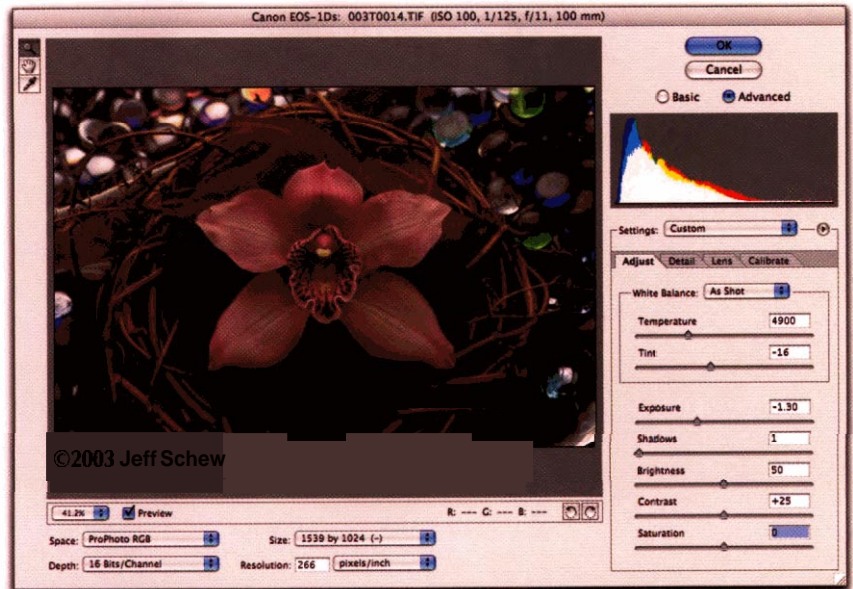 Canon EOS-1Ds: 003T0014.TIF (ISO 100, 1/125, f/11, 100 mm)
OK
Cancel
Basic Advanced
Settings: Custom
Adjust Detail Lens Calibrate
White Balance: As Shot
Temperature 4900
Tint -16
Exposure -1.30
Shadows 1
Brightness 50
Contrast +25
Saturation 0
©2003 Jeff Schew
41.2% Preview R: --- G: --- B: ---
Space: ProPhoto RGB Size: 1539 by 1024 (-)
Depth: 16 Bits/Channel Resolution: 266 pixels/inch